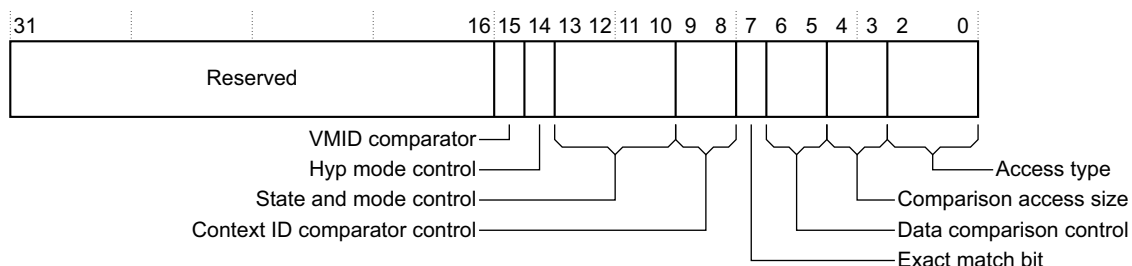 31 16 15 14 13 12 11 10 9 8 7 6 5 4 3 2 0
Reserved
VMID comparator
Hyp mode control
Access type
State and mode control
Comparison access size
Context ID comparator control
Data comparison control
Exact match bit